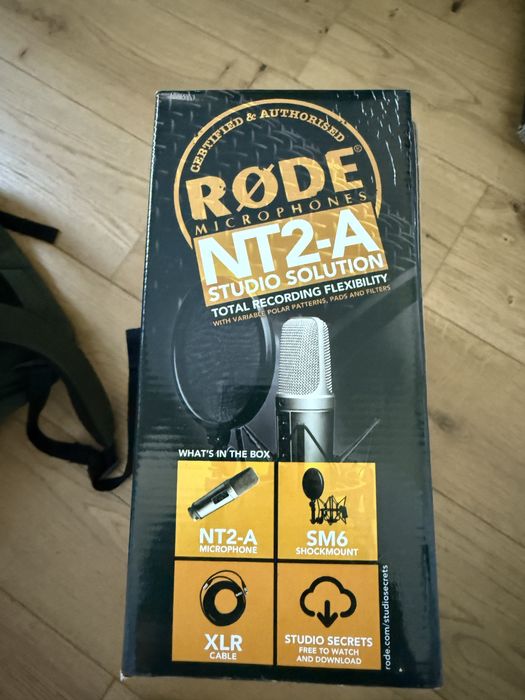 CERTIFIED & AUTHORISED
RØDE®
MICROPHONES
NT2-A
STUDIO SOLUTION
TOTAL RECORDING FLEXIBILITY
WITH VARIABLE POLAR PATTERNS, PADS AND FILTERS
WHAT'S IN THE BOX
NT2-A
MICROPHONE
SM6
SHOCKMOUNT
XLR
CABLE
STUDIO SECRETS
FREE TO WATCH
AND DOWNLOAD
rode.com/studiosecrets